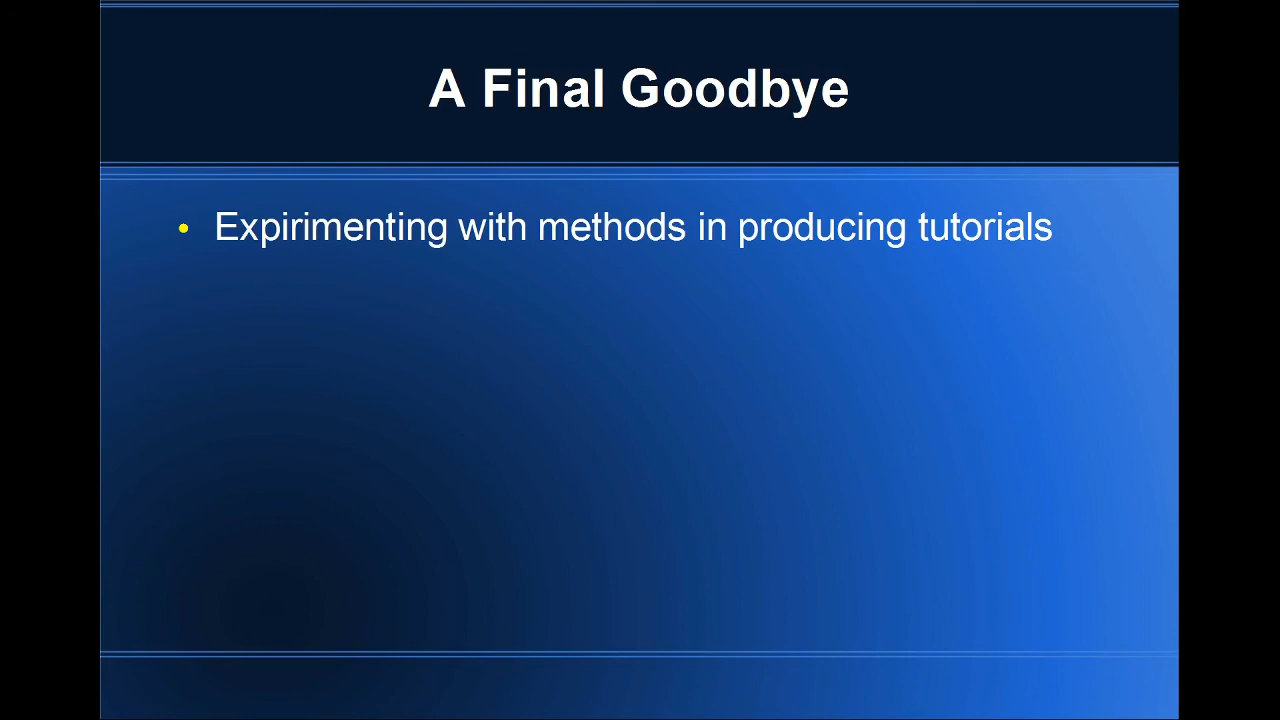 A Final Goodbye
• Expirimenting with methods in producing tutorials